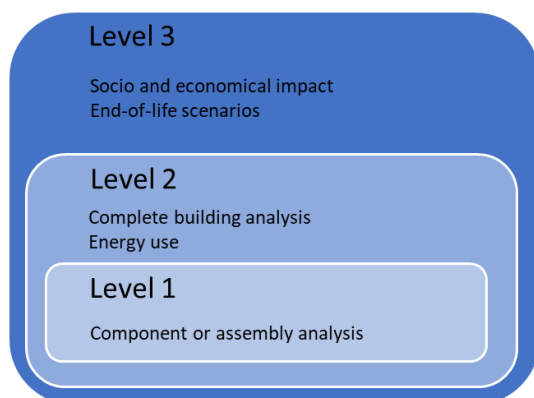 Level 3
Socio and economical impact
End-of-life scenarios
Level 2
Complete building analysis
Energy use
Level 1
Component or assembly analysis